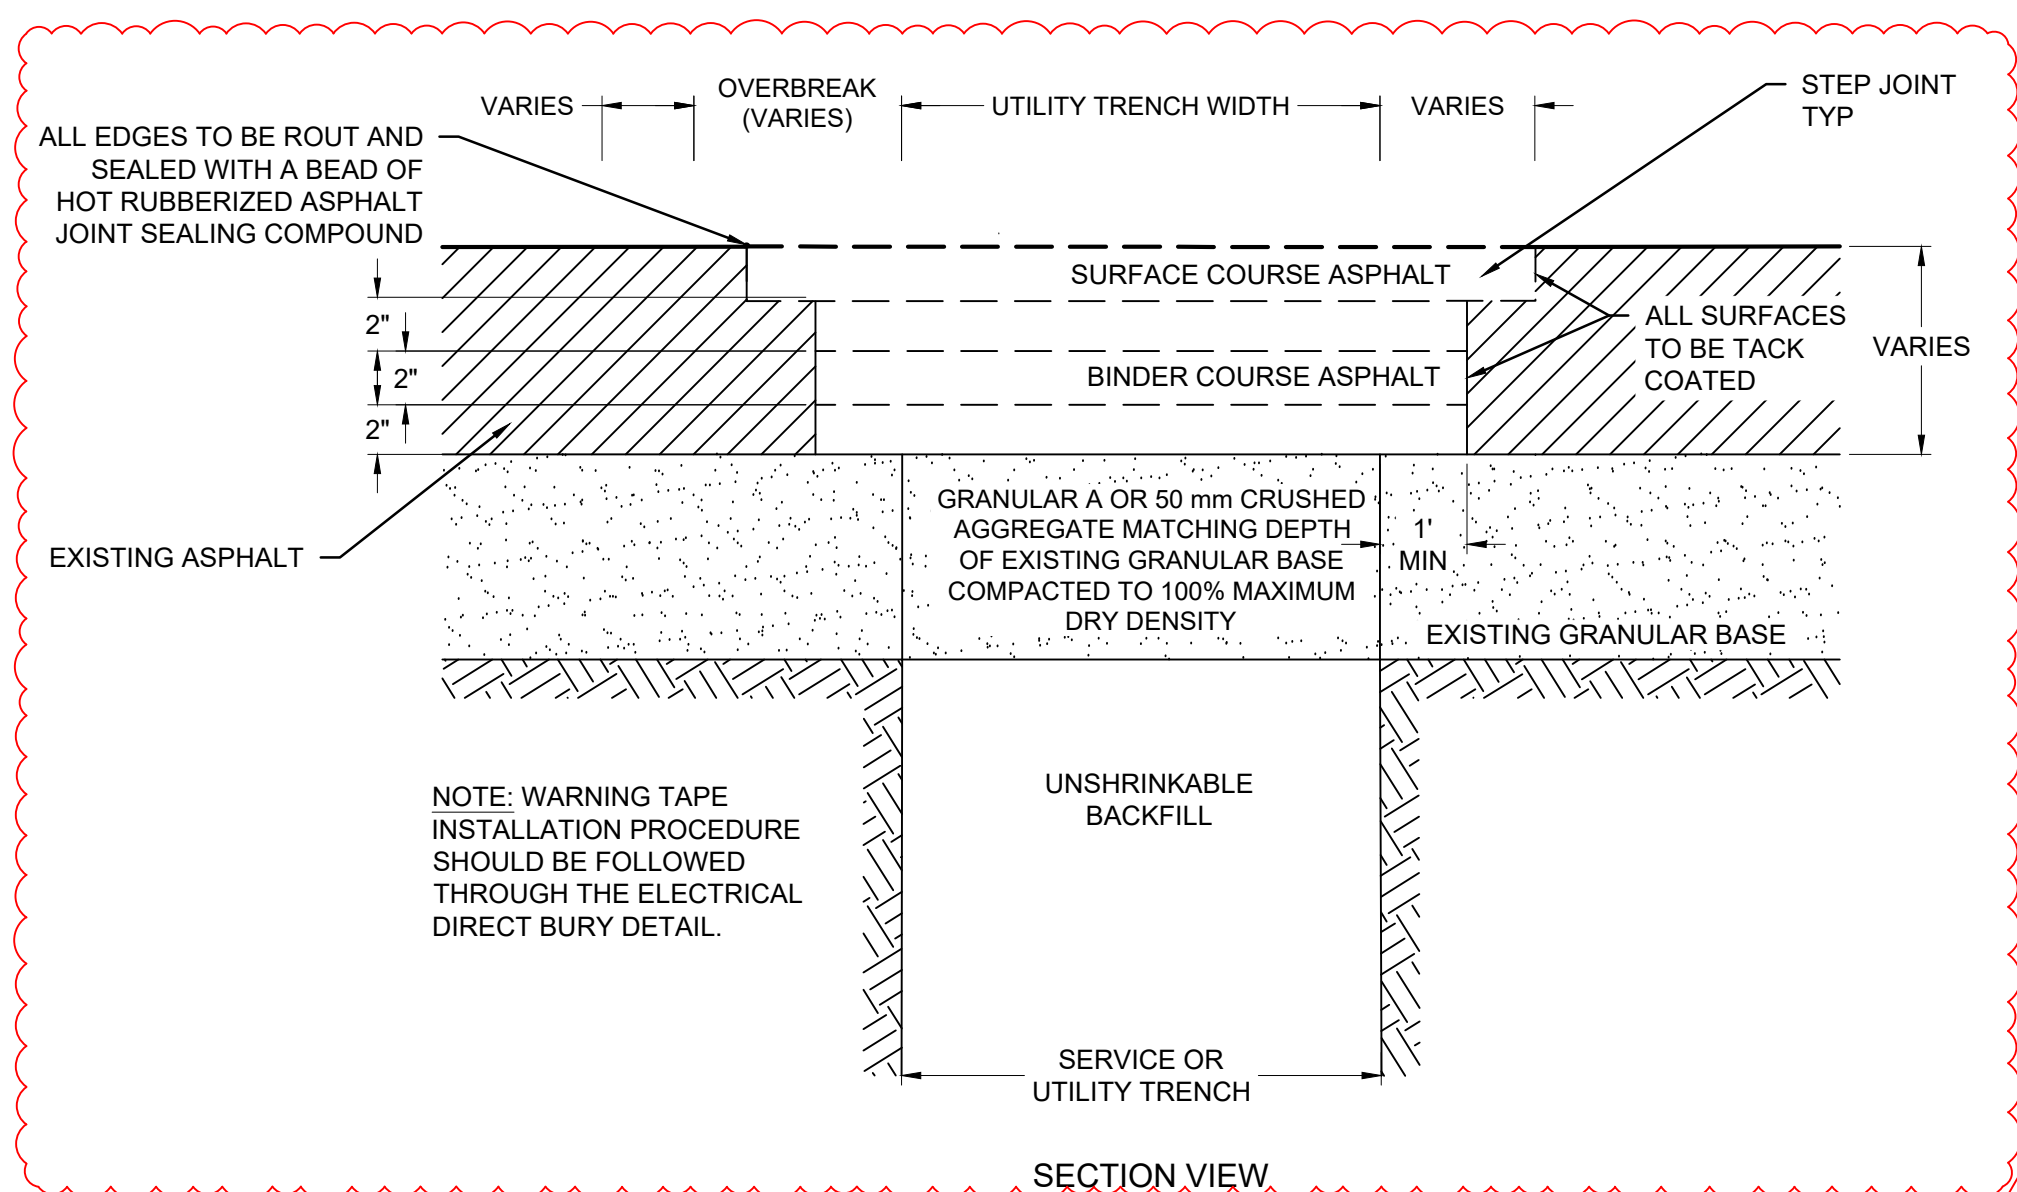 VARIES
OVERBREAK
(VARIES)
UTILITY TRENCH WIDTH
VARIES
STEP JOINT
TYP
ALL EDGES TO BE ROUT AND
SEALED WITH A BEAD OF
HOT RUBBERIZED ASPHALT
JOINT SEALING COMPOUND
SURFACE COURSE ASPHALT
2"
2"
2"
BINDER COURSE ASPHALT
ALL SURFACES
TO BE TACK
COATED
VARIES
EXISTING ASPHALT
GRANULAR A OR 50 mm CRUSHED
AGGREGATE MATCHING DEPTH
OF EXISTING GRANULAR BASE
COMPACTED TO 100% MAXIMUM
DRY DENSITY
1'
MIN
EXISTING GRANULAR BASE
NOTE: WARNING TAPE
INSTALLATION PROCEDURE
SHOULD BE FOLLOWED
THROUGH THE ELECTRICAL
DIRECT BURY DETAIL.
UNSHRINKABLE
BACKFILL
SERVICE OR
UTILITY TRENCH
SECTION VIEW